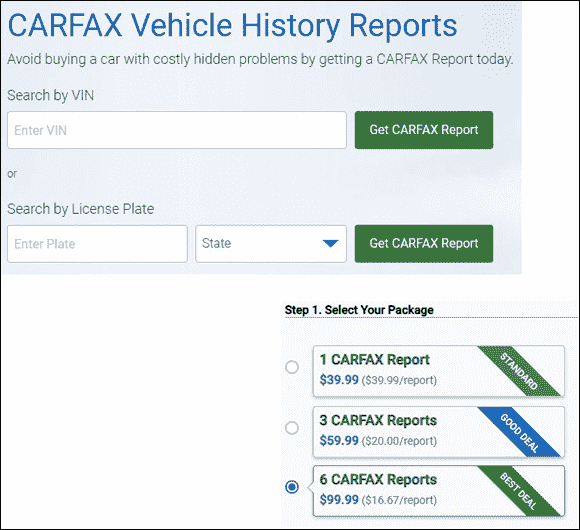 CARFAX Vehicle History Reports
Avoid buying a car with costly hidden problems by getting a CARFAX Report today.
Search by VIN
Enter VIN
Get CARFAX Report
or
Search by License Plate
Enter Plate
State
Get CARFAX Report
Step 1. Select Your Package
1 CARFAX Report
$39.99 ($39.99/report)
STANDARD
3 CARFAX Reports
$59.99 ($20.00/report)
GOOD DEAL
6 CARFAX Reports
$99.99 ($16.67/report)
BEST DEAL